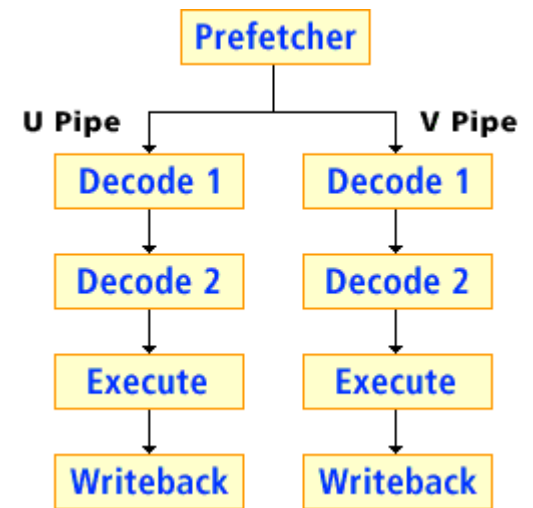 Prefetcher
U Pipe V Pipe
Decode 1 Decode 1
Decode 2 Decode 2
Execute Execute
Writeback Writeback